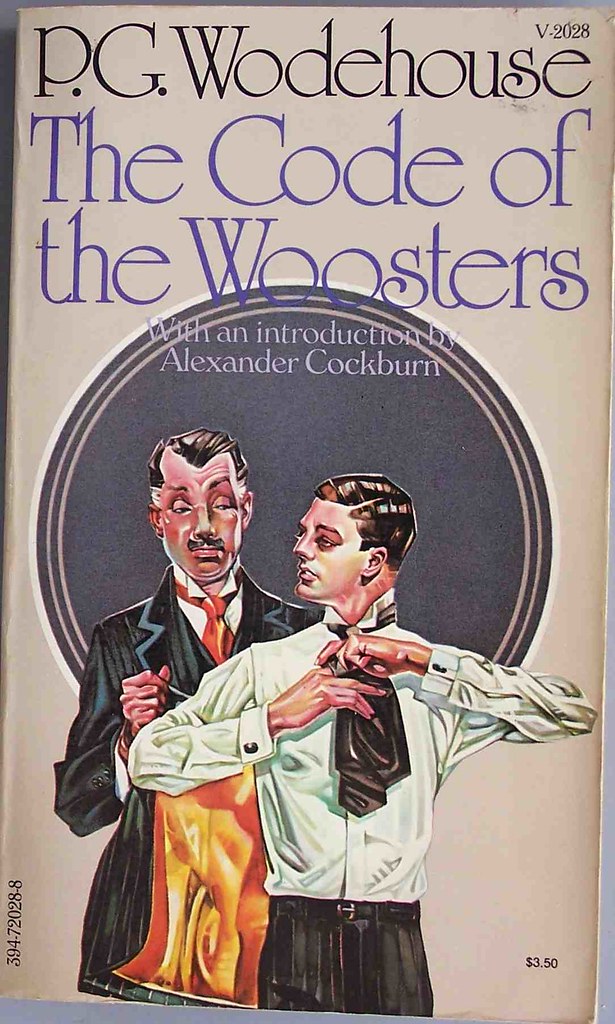 V-2028
P.G. Wodehouse
The Code of
the Woosters
With an introduction by
Alexander Cockburn
394-72028-8
$3.50